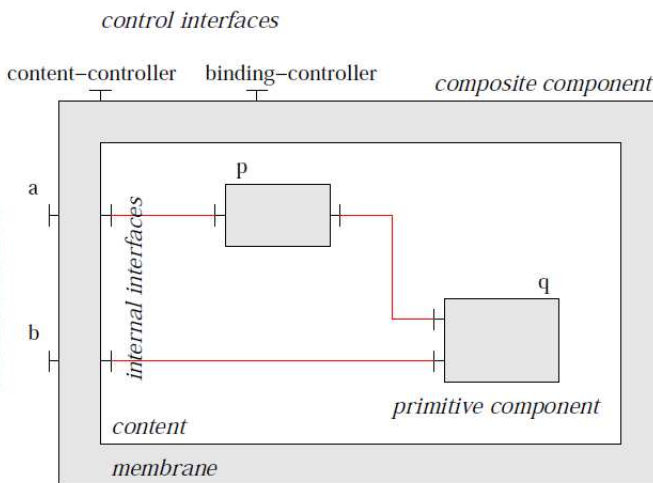 control interfaces
content-controller binding-controller
composite component
p
a
internal interfaces
q
b
primitive component
content
membrane